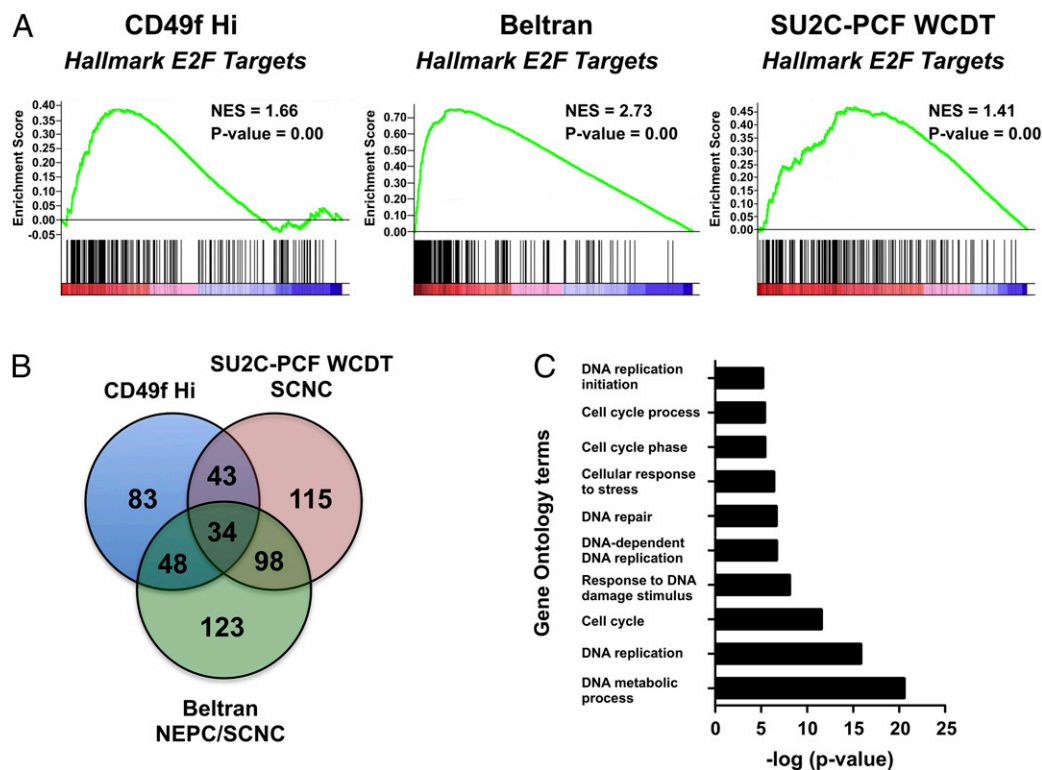 A
CD49f Hi
Hallmark E2F Targets
NES = 1.66
P-value = 0.00
Enrichment Score
0.40
0.35
0.30
0.25
0.20
0.15
0.10
0.05
0.00
-0.05
Beltran
Hallmark E2F Targets
NES = 2.73
P-value = 0.00
Enrichment Score
0.70
0.60
0.50
0.40
0.30
0.20
0.10
0.00
SU2C-PCF WCDT
Hallmark E2F Targets
NES = 1.41
P-value = 0.00
Enrichment Score
0.45
0.40
0.35
0.30
0.25
0.20
0.15
0.10
0.05
0.00
B
SU2C-PCF WCDT
SCNC
CD49f Hi
43
83
115
34
48
98
123
Beltran
NEPC/SCNC
C
Gene Ontology terms
DNA replication
initiation
Cell cycle process
Cell cycle phase
Cellular response
to stress
DNA repair
DNA-dependent
DNA replication
Response to DNA
damage stimulus
Cell cycle
DNA replication
DNA metabolic
process
0 5 10 15 20 25
-log (p-value)